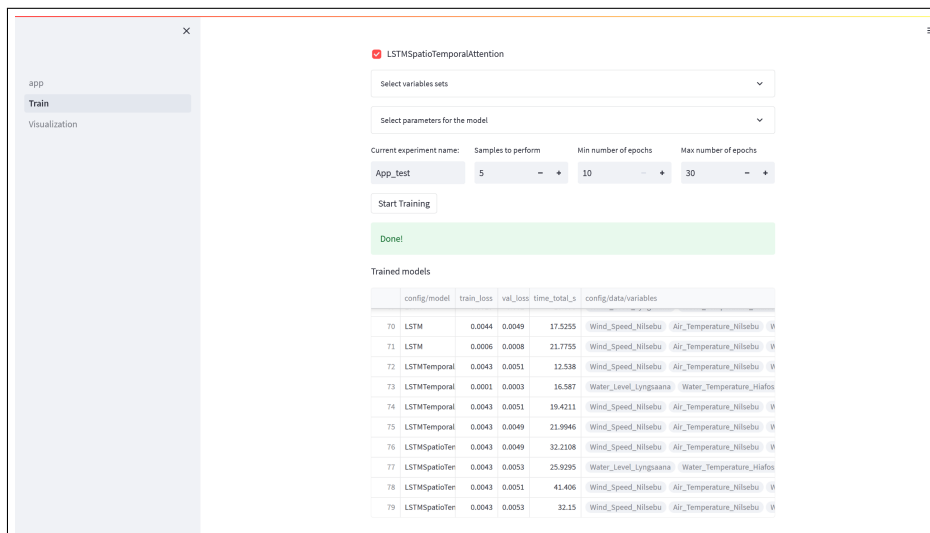 LSTMSpatioTemporalAttention
app
Select variables sets
Train
Visualization
Select parameters for the model
Current experiment name: Samples to perform Min number of epochs Max number of epochs
App_test 5 − + 10 − + 30 − +
Start Training
Done!
Trained models
config/model train_loss val_loss time_total_s config/data/variables
70 LSTM 0.0044 0.0049 17.5255 Wind_Speed_Nilsebu Air_Temperature_Nilsebu W
71 LSTM 0.0006 0.0008 21.7755 Wind_Speed_Nilsebu Air_Temperature_Nilsebu W
72 LSTMTemporal 0.0043 0.0051 12.538 Wind_Speed_Nilsebu Air_Temperature_Nilsebu W
73 LSTMTemporal 0.0001 0.0003 16.587 Water_Level_Lyngsaana Water_Temperature_Hiafos
74 LSTMTemporal 0.0043 0.0051 19.4211 Wind_Speed_Nilsebu Air_Temperature_Nilsebu W
75 LSTMTemporal 0.0043 0.0049 21.9946 Wind_Speed_Nilsebu Air_Temperature_Nilsebu W
76 LSTMSpatioTen 0.0043 0.0049 32.2108 Wind_Speed_Nilsebu Air_Temperature_Nilsebu W
77 LSTMSpatioTen 0.0043 0.0053 25.9295 Water_Level_Lyngsaana Water_Temperature_Hiafos
78 LSTMSpatioTen 0.0043 0.0051 41.406 Wind_Speed_Nilsebu Air_Temperature_Nilsebu W
79 LSTMSpatioTen 0.0043 0.0053 32.15 Wind_Speed_Nilsebu Air_Temperature_Nilsebu W